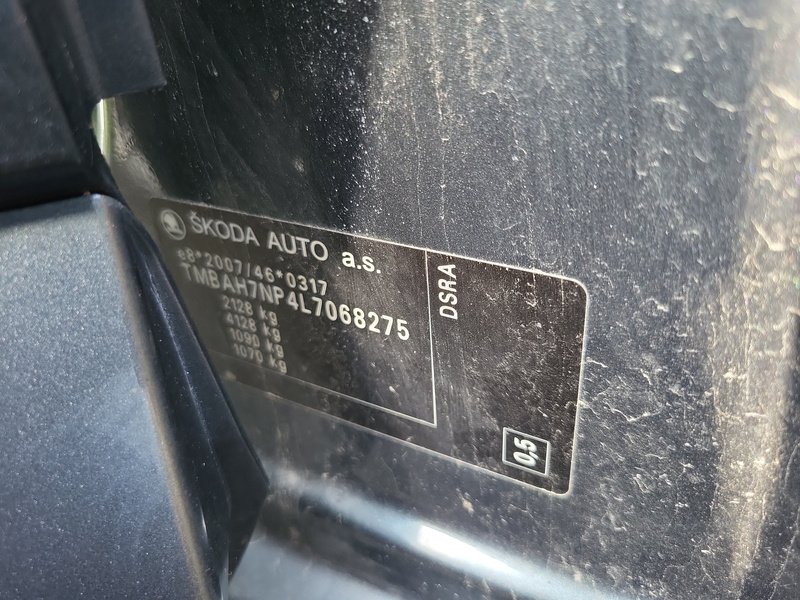 ŠKODA AUTO a.s.
e8*2007/46*0317
TMBAH7NP4L7068275
2128 kg
4128 kg
1090 kg
1070 kg
DSRA
0,5